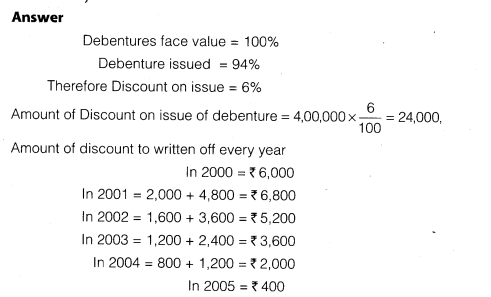 Answer
Debentures face value = 100%
Debenture issued = 94%
Therefore Discount on issue = 6%
Amount of Discount on issue of debenture = 4,00,000 × 6/100 = 24,000,
Amount of discount to written off every year
In 2000 = ₹ 6,000
In 2001 = 2,000 + 4,800 = ₹ 6,800
In 2002 = 1,600 + 3,600 = ₹ 5,200
In 2003 = 1,200 + 2,400 = ₹ 3,600
In 2004 = 800 + 1,200 = ₹ 2,000
In 2005 = ₹ 400